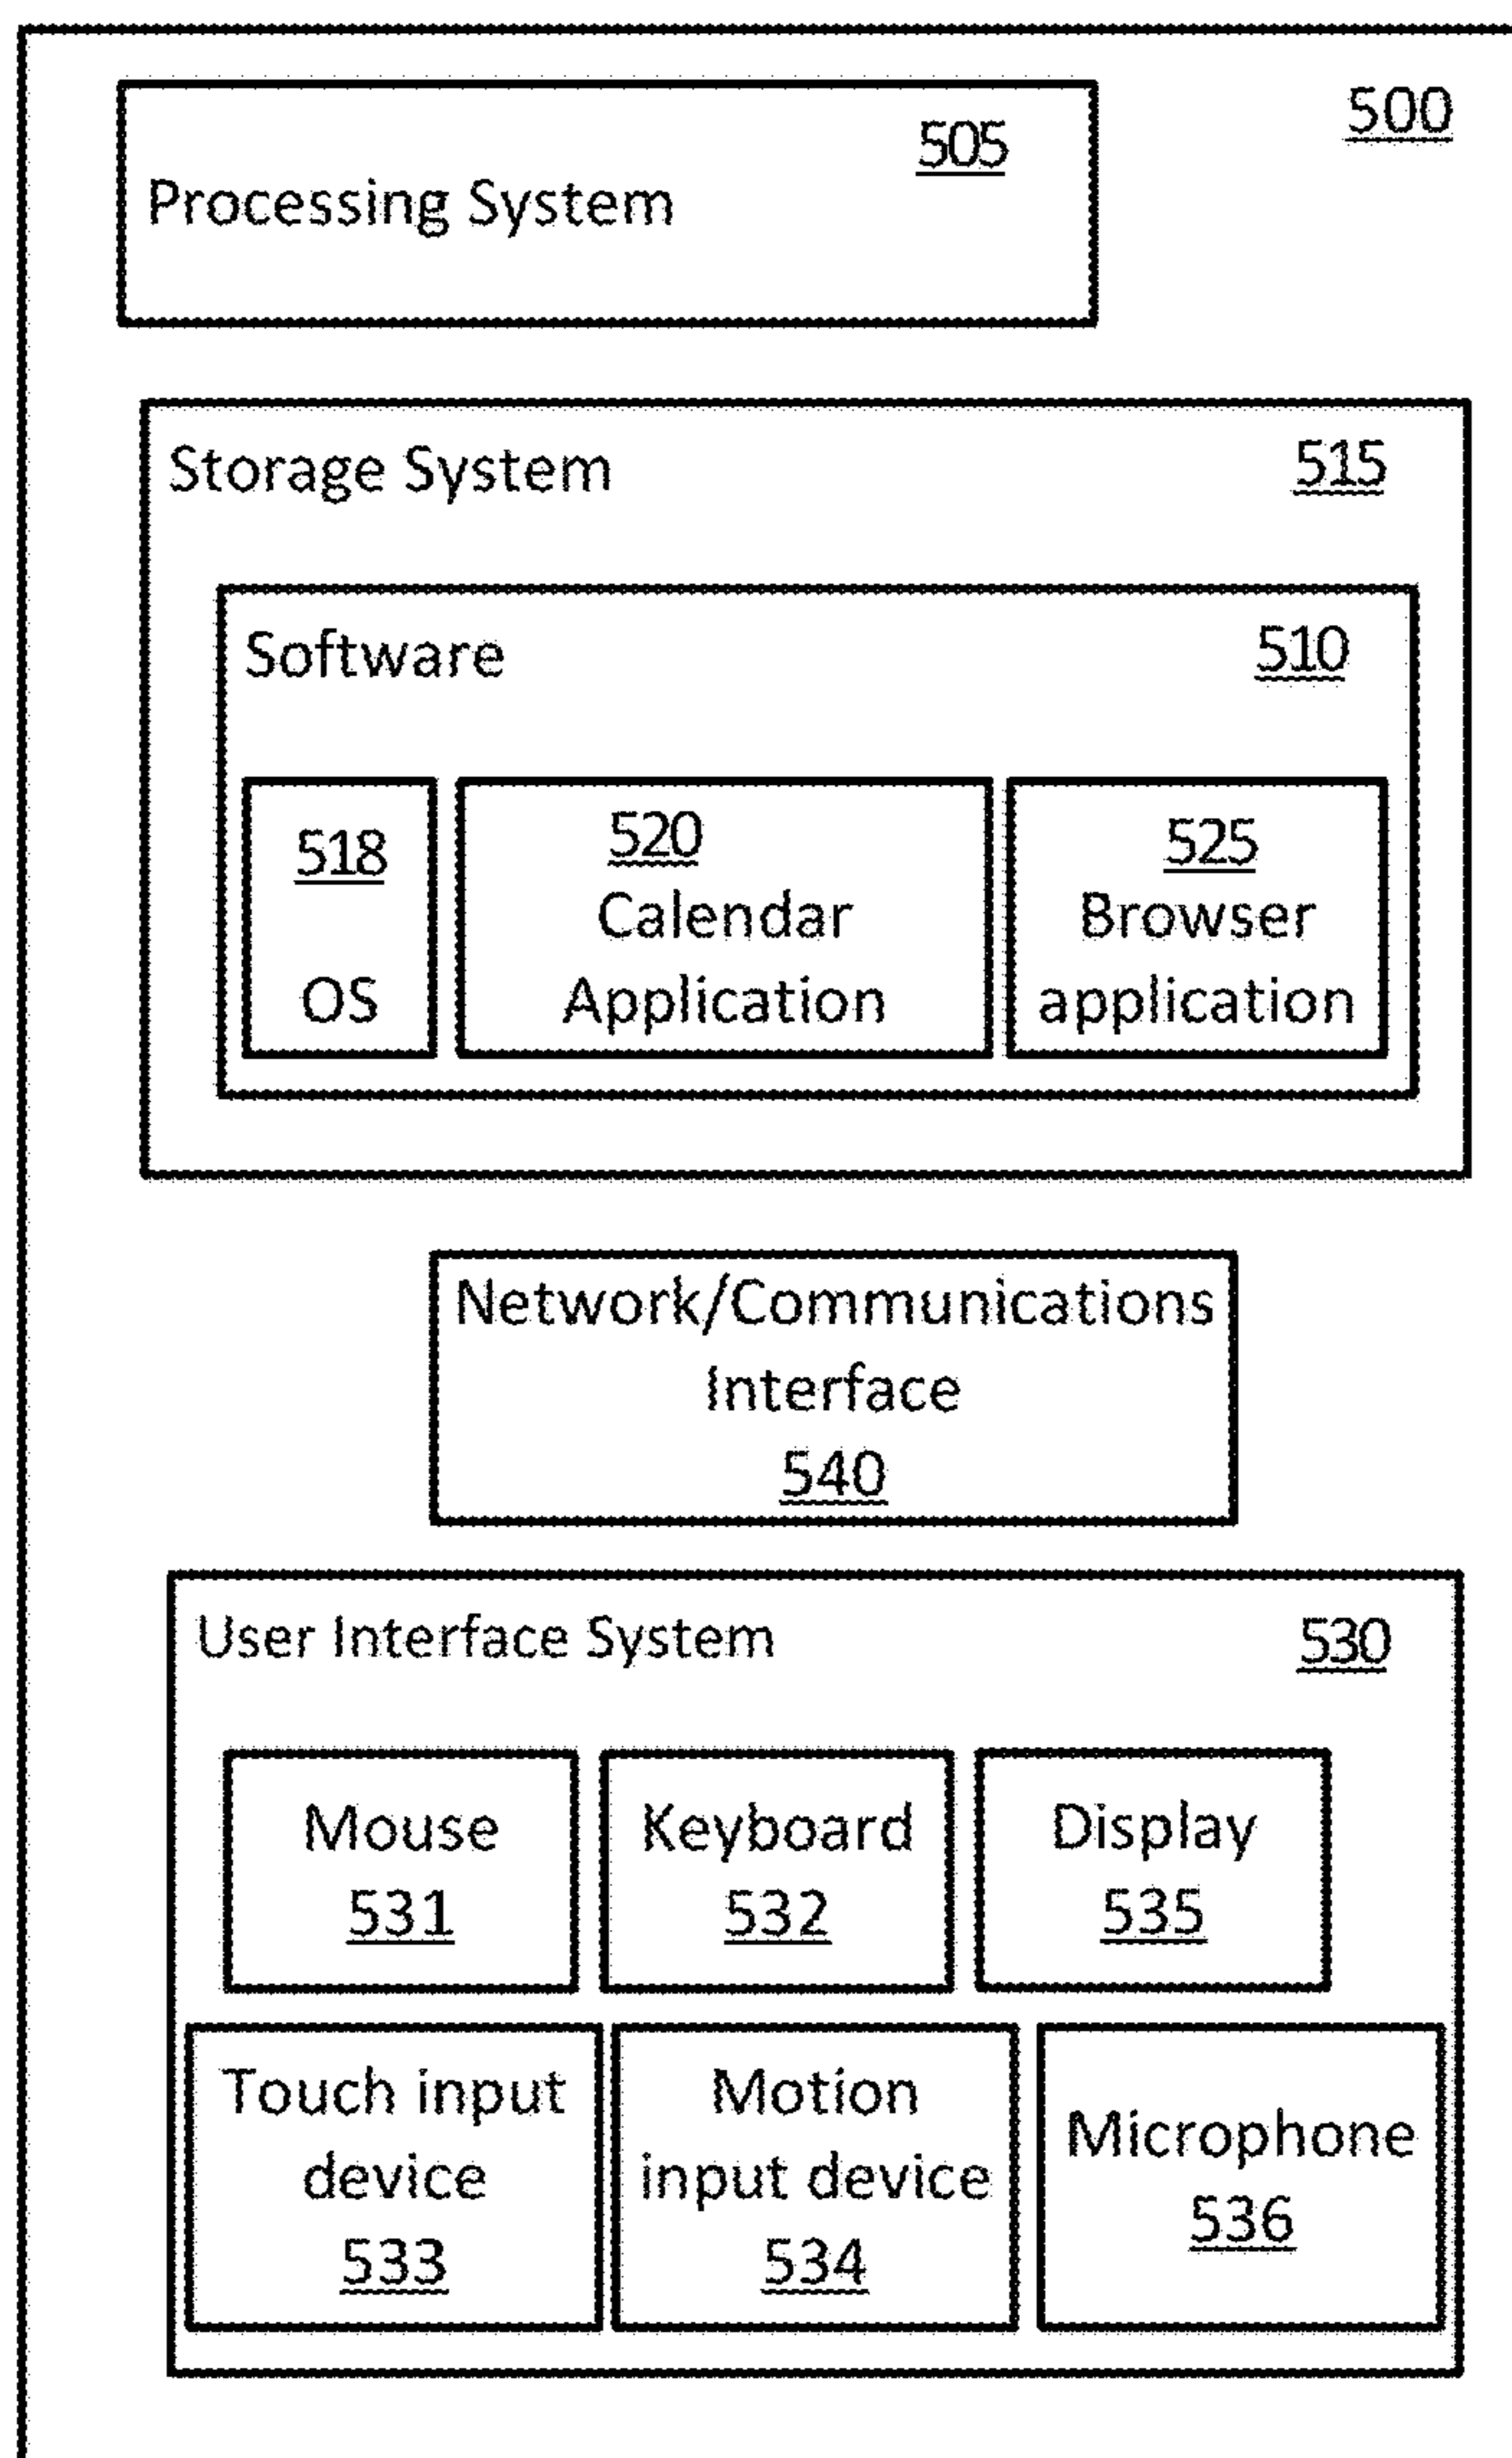 500
505
Processing System
Storage System 515
Software 510
518
OS
520
Calendar
Application
525
Browser
application
Network/Communications
Interface
540
User Interface System 530
Mouse
531
Keyboard
532
Display
535
Touch input
device
533
Motion
input device
534
Microphone
536